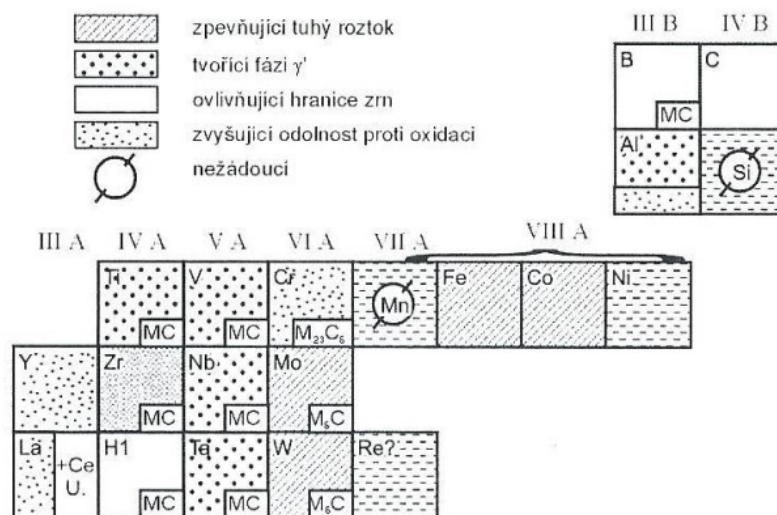 zpevňující tuhý roztok
tvořící fázi γ'
ovlivňující hranice zrn
zvyšující odolnost proti oxidaci
nežádoucí
III B IV B
B C
MC
Al Si
III A IV A V A VI A VII A VIII A
Ti V Cr Mn Fe Co Ni
MC MC M₂₃C₆
Y Zr Nb Mo
MC MC M₆C
La +Ce H1 Ta W Re?
U.
MC MC M₆C